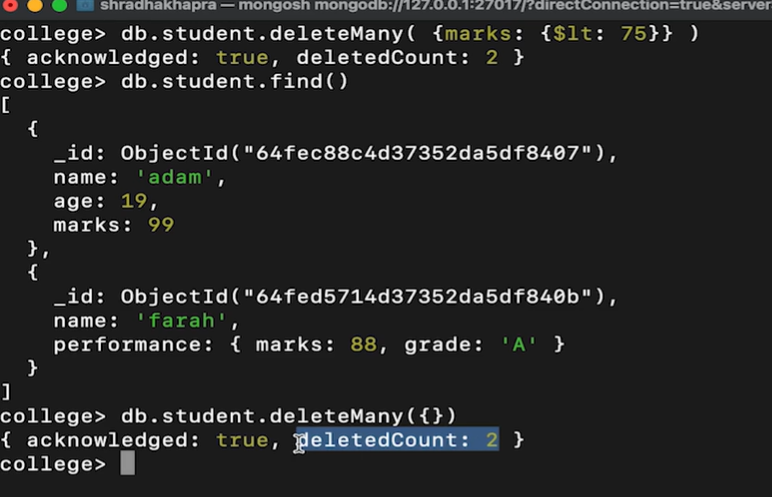 shradhakhapra — mongosh mongodb://127.0.0.1:27017/?directConnection=true&server
college> db.student.deleteMany( {marks: {$lt: 75}} )
{ acknowledged: true, deletedCount: 2 }
college> db.student.find()
[
  {
    _id: ObjectId("64fec88c4d37352da5df8407"),
    name: 'adam',
    age: 19,
    marks: 99
  },
  {
    _id: ObjectId("64fed5714d37352da5df840b"),
    name: 'farah',
    performance: { marks: 88, grade: 'A' }
  }
]
college> db.student.deleteMany({})
{ acknowledged: true, deletedCount: 2 }
college>